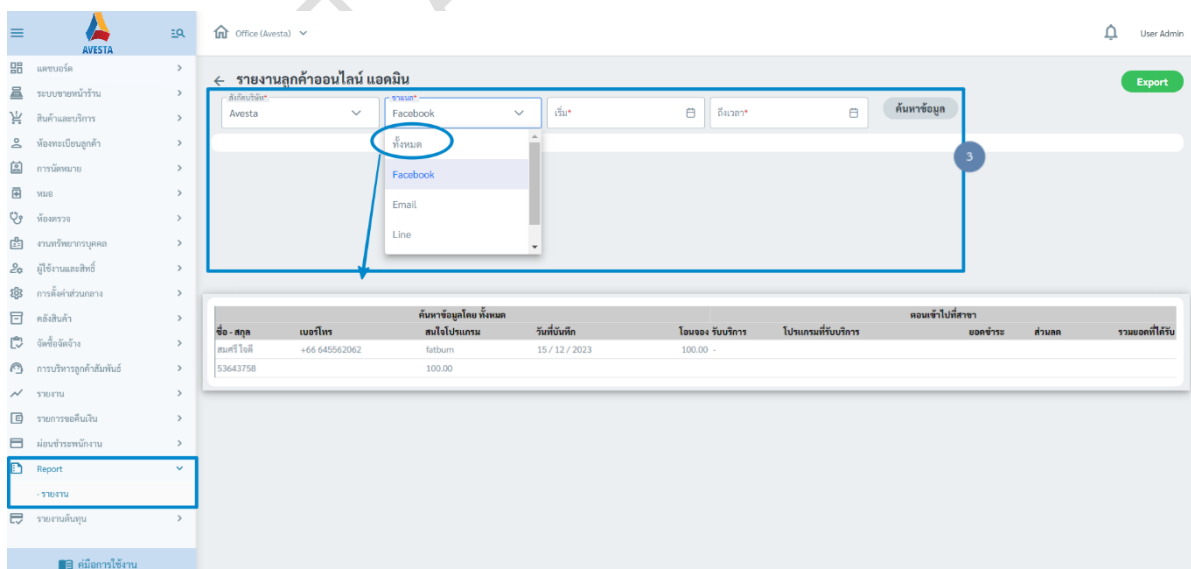 AVESTA
Office (Avesta)
User Admin
แดชบอร์ด
ระบบขายหน้าร้าน
สินค้าและบริการ
ห้องทะเบียนลูกค้า
การนัดหมาย
หมอ
ห้องตรวจ
งานทรัพยากรบุคคล
ผู้ใช้งานและสิทธิ์
การตั้งค่าส่วนกลาง
คลังสินค้า
จัดซื้อจัดจ้าง
การบริหารลูกค้าสัมพันธ์
รายงาน
รายการขอคืนเงิน
ผ่อนชำระพนักงาน
Report
- รายงาน
รายงานต้นทุน
คู่มือการใช้งาน
รายงานลูกค้าออนไลน์ แอดมิน
Export
สังกัดบริษัท*
Avesta
Facebook
เริ่ม*
ถึงเวลา*
ค้นหาข้อมูล
ทั้งหมด
Facebook
Email
Line
3
ค้นหาข้อมูลโดย ทั้งหมด ตอนเข้าไปที่สาขา
ชื่อ - สกุล เบอร์โทร สนใจโปรแกรม วันที่บันทึก โอนจอง รับบริการ โปรแกรมที่รับบริการ ยอดชำระ ส่วนลด รวมยอดที่ได้รับ
สมศรี ใจดี +66 645562062 fatburn 15 / 12 / 2023 100.00 -
53643758 100.00